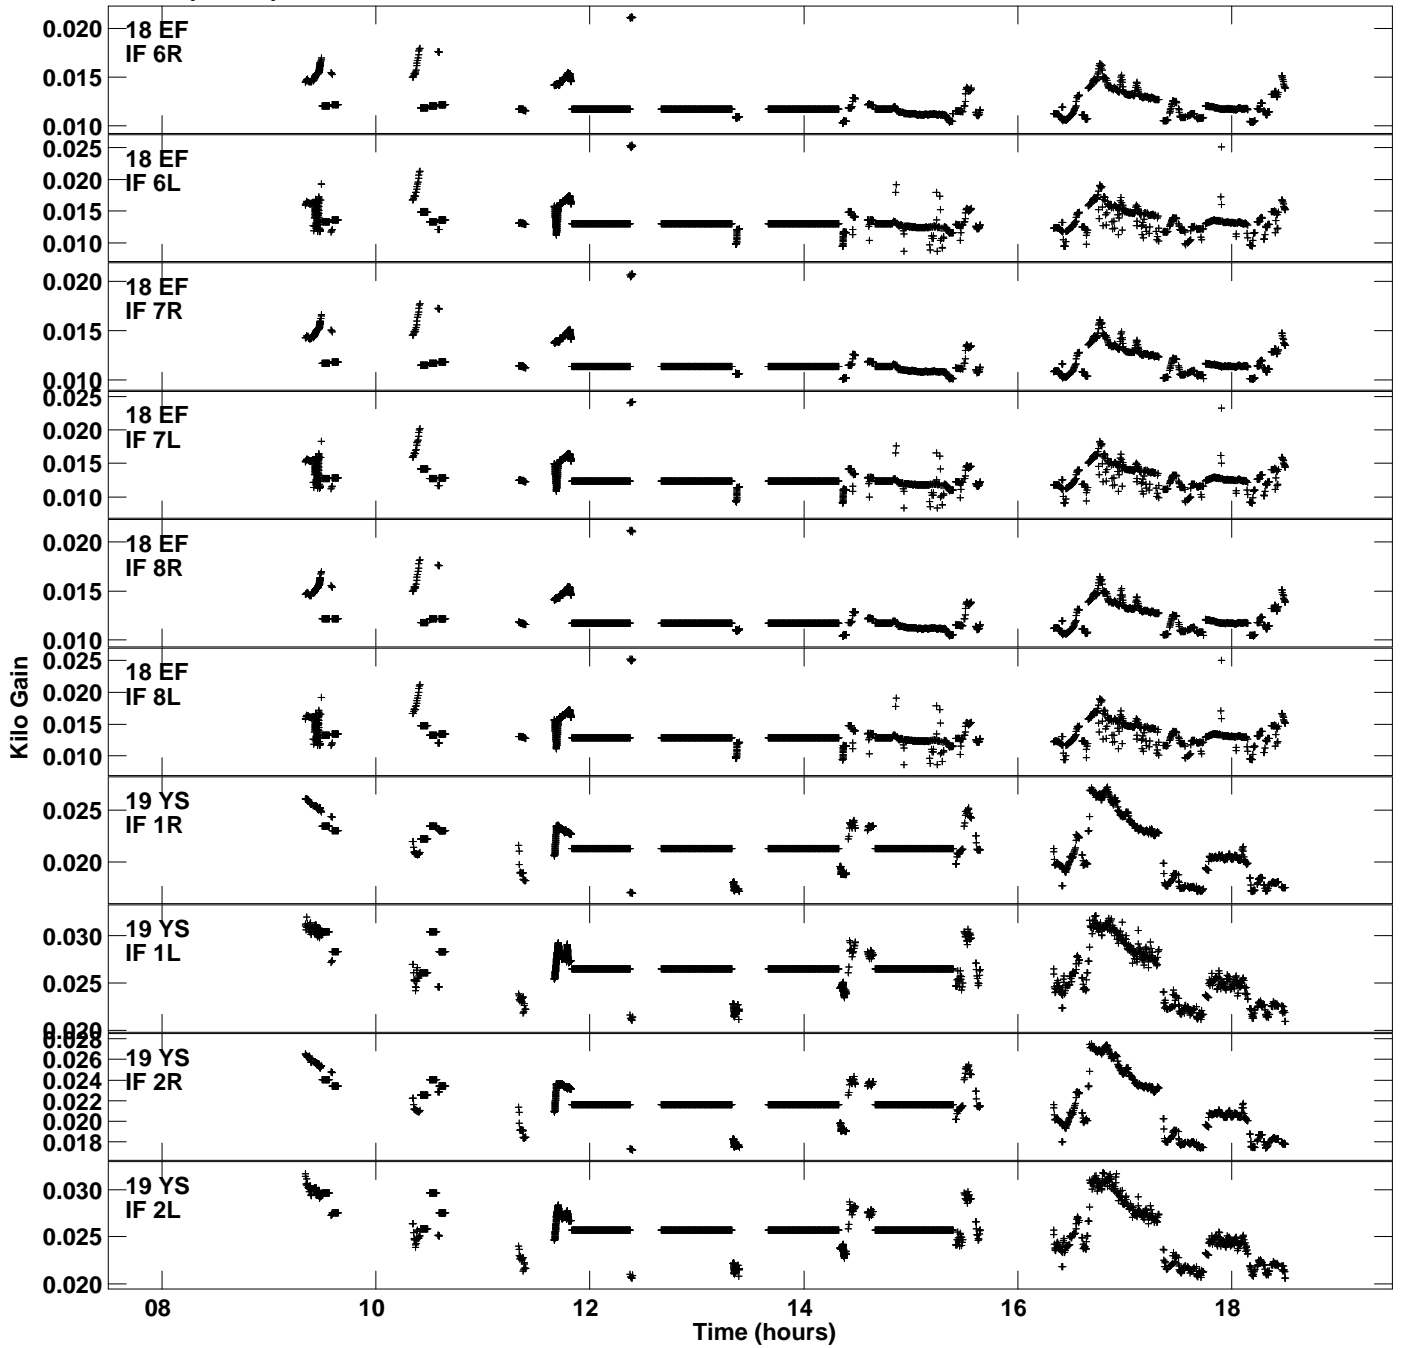 18 EF
IF 6R
0.020
0.015
0.010
18 EF
IF 6L
0.025
0.020
0.015
0.010
18 EF
IF 7R
0.020
0.015
0.010
18 EF
IF 7L
0.025
0.020
0.015
0.010
18 EF
IF 8R
0.020
0.015
0.010
18 EF
IF 8L
0.025
0.020
0.015
0.010
19 YS
IF 1R
0.025
0.020
19 YS
IF 1L
0.030
0.025
0.020
19 YS
IF 2R
0.028
0.026
0.024
0.022
0.020
0.018
19 YS
IF 2L
0.030
0.025
0.020
Kilo Gain
08 10 12 14 16 18
Time (hours)